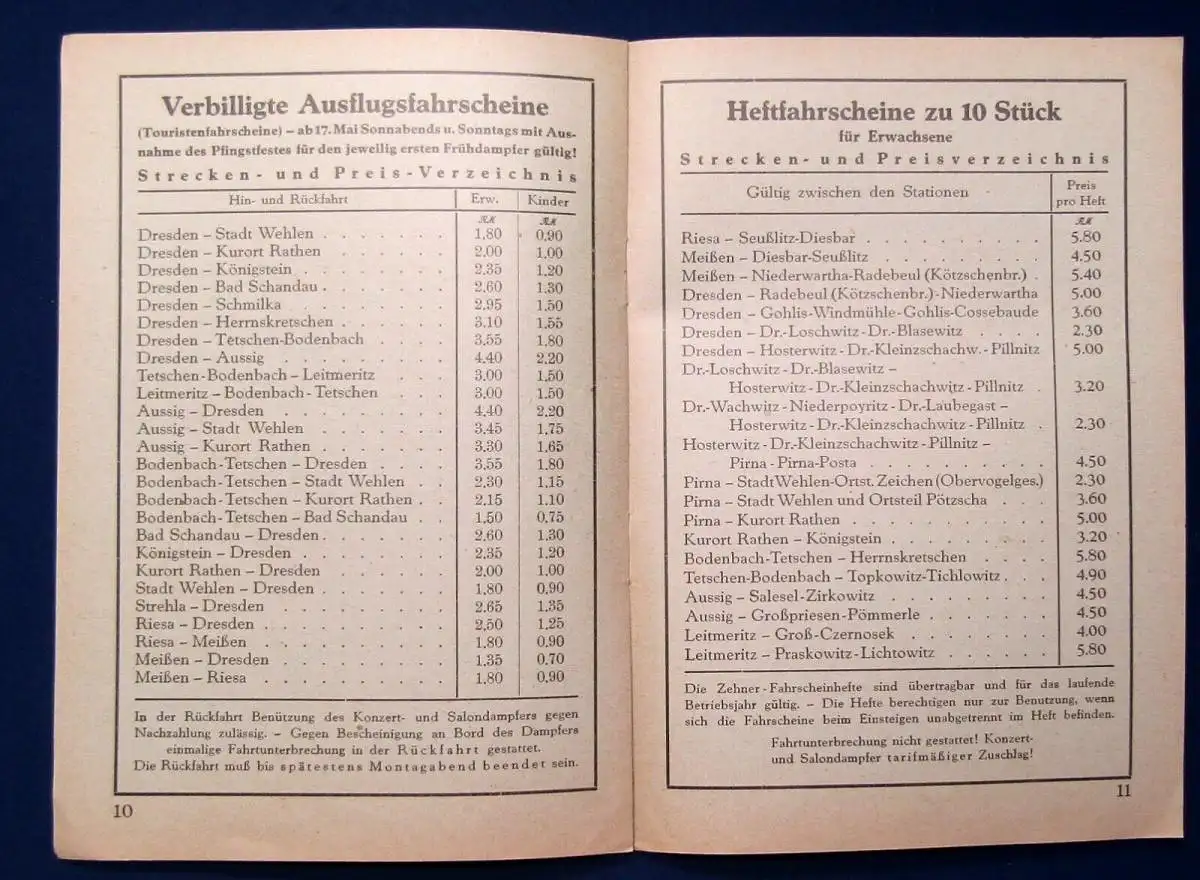 Verbilligte Ausflugsfahrscheine
(Touristenfahrscheine) – ab 17. Mai Sonnabends u. Sonntags mit Aus-
nahme des Pfingstfestes für den jeweilig ersten Frühdampfer gültig!
Strecken- und Preis-Verzeichnis
Hin- und Rückfahrt Erw. Kinder
RM RM
Dresden – Stadt Wehlen . . . . . . . 1,80 0,90
Dresden – Kurort Rathen . . . . . . 2,00 1,00
Dresden – Königstein . . . . . . . . 2,35 1,20
Dresden – Bad Schandau . . . . . . . 2,60 1,30
Dresden – Schmilka . . . . . . . . 2,95 1,50
Dresden – Herrnskretschen . . . . . . 3,10 1,55
Dresden – Tetschen-Bodenbach . . . . 3,55 1,80
Dresden – Aussig . . . . . . . . . 4,40 2,20
Tetschen-Bodenbach – Leitmeritz . . . 3,00 1,50
Leitmeritz – Bodenbach-Tetschen . . . 3,00 1,50
Aussig – Dresden . . . . . . . . . 4,40 2,20
Aussig – Stadt Wehlen . . . . . . . 3,45 1,75
Aussig – Kurort Rathen . . . . . . . 3,30 1,65
Bodenbach-Tetschen – Dresden . . . . 3,55 1,80
Bodenbach-Tetschen – Stadt Wehlen . . 2,30 1,15
Bodenbach-Tetschen – Kurort Rathen . . 2,15 1,10
Bodenbach-Tetschen – Bad Schandau . . 1,50 0,75
Bad Schandau – Dresden . . . . . . . 2,60 1,30
Königstein – Dresden . . . . . . . . 2,35 1,20
Kurort Rathen – Dresden . . . . . . 2,00 1,00
Stadt Wehlen – Dresden . . . . . . . 1,80 0,90
Strehla – Dresden . . . . . . . . . 2,65 1,35
Riesa – Dresden . . . . . . . . . . 2,50 1,25
Riesa – Meißen . . . . . . . . . . 1,80 0,90
Meißen – Dresden . . . . . . . . . 1,35 0,70
Meißen – Riesa . . . . . . . . . . 1,80 0,90
In der Rückfahrt Benützung des Konzert- und Salondampfers gegen
Nachzahlung zulässig. – Gegen Bescheinigung an Bord des Dampfers
einmalige Fahrtunterbrechung in der Rückfahrt gestattet.
Die Rückfahrt muß bis spätestens Montagabend beendet sein.
10
Heftfahrscheine zu 10 Stück
für Erwachsene
Strecken- und Preisverzeichnis
Gültig zwischen den Stationen Preis
pro Heft
RM
Riesa – Seußlitz-Diesbar . . . . . . . . . . 5.80
Meißen – Diesbar-Seußlitz . . . . . . . . . 4.50
Meißen – Niederwartha-Radebeul (Kötzschenbr.) . 5.40
Dresden – Radebeul (Kötzschenbr.)-Niederwartha 5.00
Dresden – Gohlis-Windmühle-Gohlis-Cossebaude 3.60
Dresden – Dr.-Loschwitz-Dr.-Blasewitz . . . . 2.30
Dresden – Hosterwitz-Dr.-Kleinzschachw.-Pillnitz 5.00
Dr.-Loschwitz-Dr.-Blasewitz –
Hosterwitz-Dr.-Kleinzschachwitz-Pillnitz . 3.20
Dr.-Wachwitz-Niederpoyritz-Dr.-Laubegast –
Hosterwitz-Dr.-Kleinzschachwitz-Pillnitz . 2.30
Hosterwitz-Dr.-Kleinzschachwitz-Pillnitz –
Pirna-Pirna-Posta . . . . . . . . . . 4.50
Pirna – Stadt Wehlen-Ortst. Zeichen (Obervogelges.) 2.30
Pirna – Stadt Wehlen und Ortsteil Pötzscha . . . 3.60
Pirna – Kurort Rathen . . . . . . . . . . . 5.00
Kurort Rathen – Königstein . . . . . . . . . 3.20
Bodenbach-Tetschen – Herrnskretschen . . . . 5.80
Tetschen-Bodenbach – Topkowitz-Tichlowitz . . . 4.90
Aussig – Salesel-Zirkowitz . . . . . . . . . 4.50
Aussig – Großpriesen-Pömmerle . . . . . . . 4.50
Leitmeritz – Groß-Czernosek . . . . . . . . 4.00
Leitmeritz – Praskowitz-Lichtowitz . . . . . . 5.80
Die Zehner-Fahrscheinhefte sind übertragbar und für das laufende
Betriebsjahr gültig. – Die Hefte berechtigen nur zur Benutzung, wenn
sich die Fahrscheine beim Einsteigen unabgetrennt im Heft befinden.
Fahrtunterbrechung nicht gestattet! Konzert-
und Salondampfer tarifmäßiger Zuschlag!
11